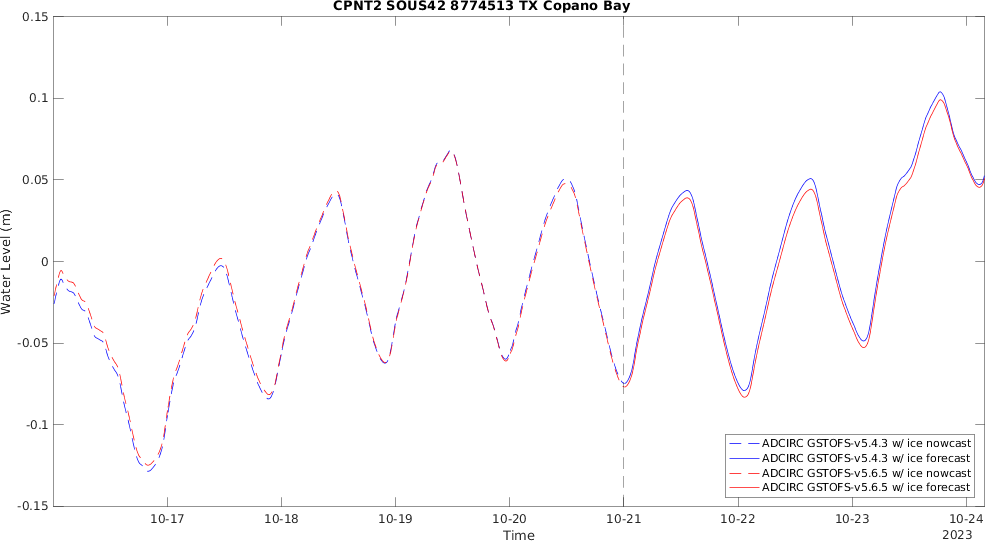 CPNT2 SOUS42 8774513 TX Copano Bay
0.15
0.1
0.05
0
-0.05
-0.1
-0.15
Water Level (m)
10-17 10-18 10-19 10-20 10-21 10-22 10-23 10-24
2023
Time
ADCIRC GSTOFS-v5.4.3 w/ ice nowcast
ADCIRC GSTOFS-v5.4.3 w/ ice forecast
ADCIRC GSTOFS-v5.6.5 w/ ice nowcast
ADCIRC GSTOFS-v5.6.5 w/ ice forecast